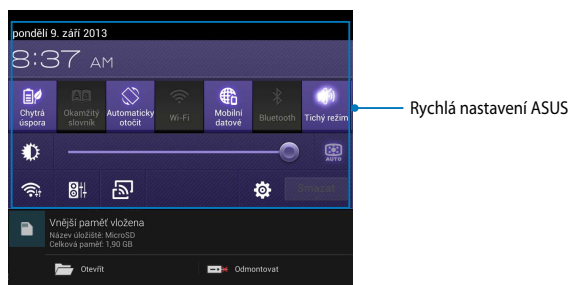 pondělí 9. září 2013
8:37 AM
Chytrá úspora
Okamžitý slovník
Automaticky otočit
Wi-Fi
Mobilní datové
Bluetooth
Tichý režim
Rychlá nastavení ASUS
AUTO
Smazat
Vnější paměť vložena
Název úložiště: MicroSD
Celková paměť: 1,90 GB
Otevřít
Odmontovat